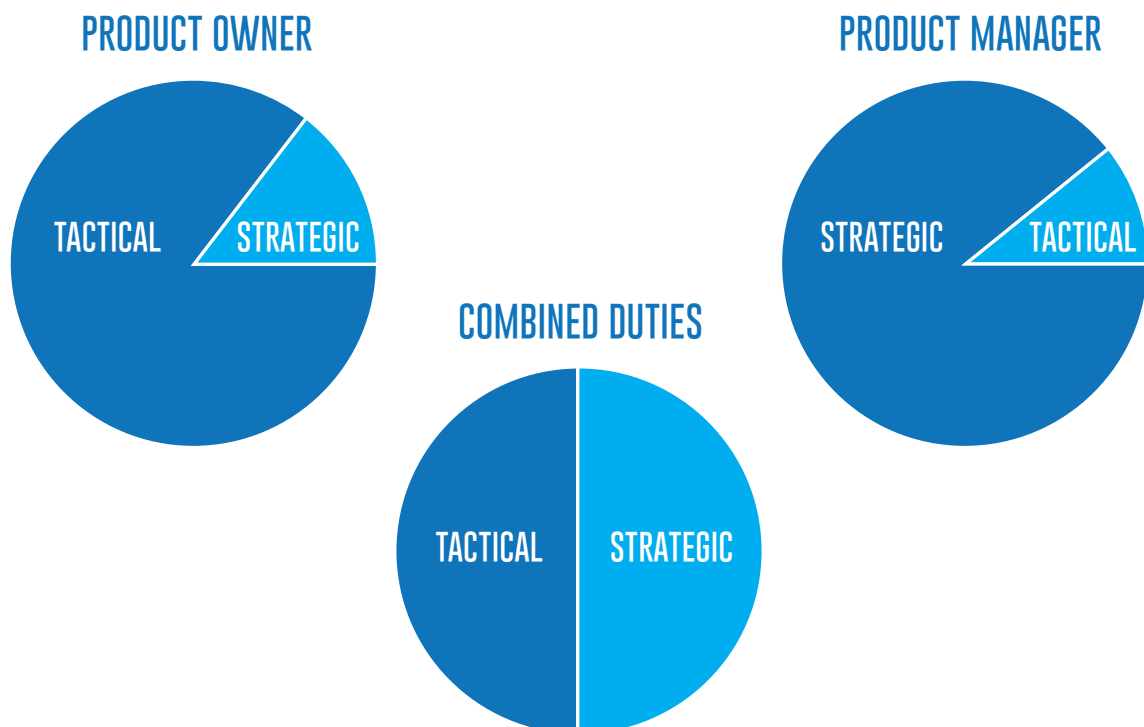 PRODUCT OWNER
TACTICAL
STRATEGIC
PRODUCT MANAGER
STRATEGIC
TACTICAL
COMBINED DUTIES
TACTICAL
STRATEGIC